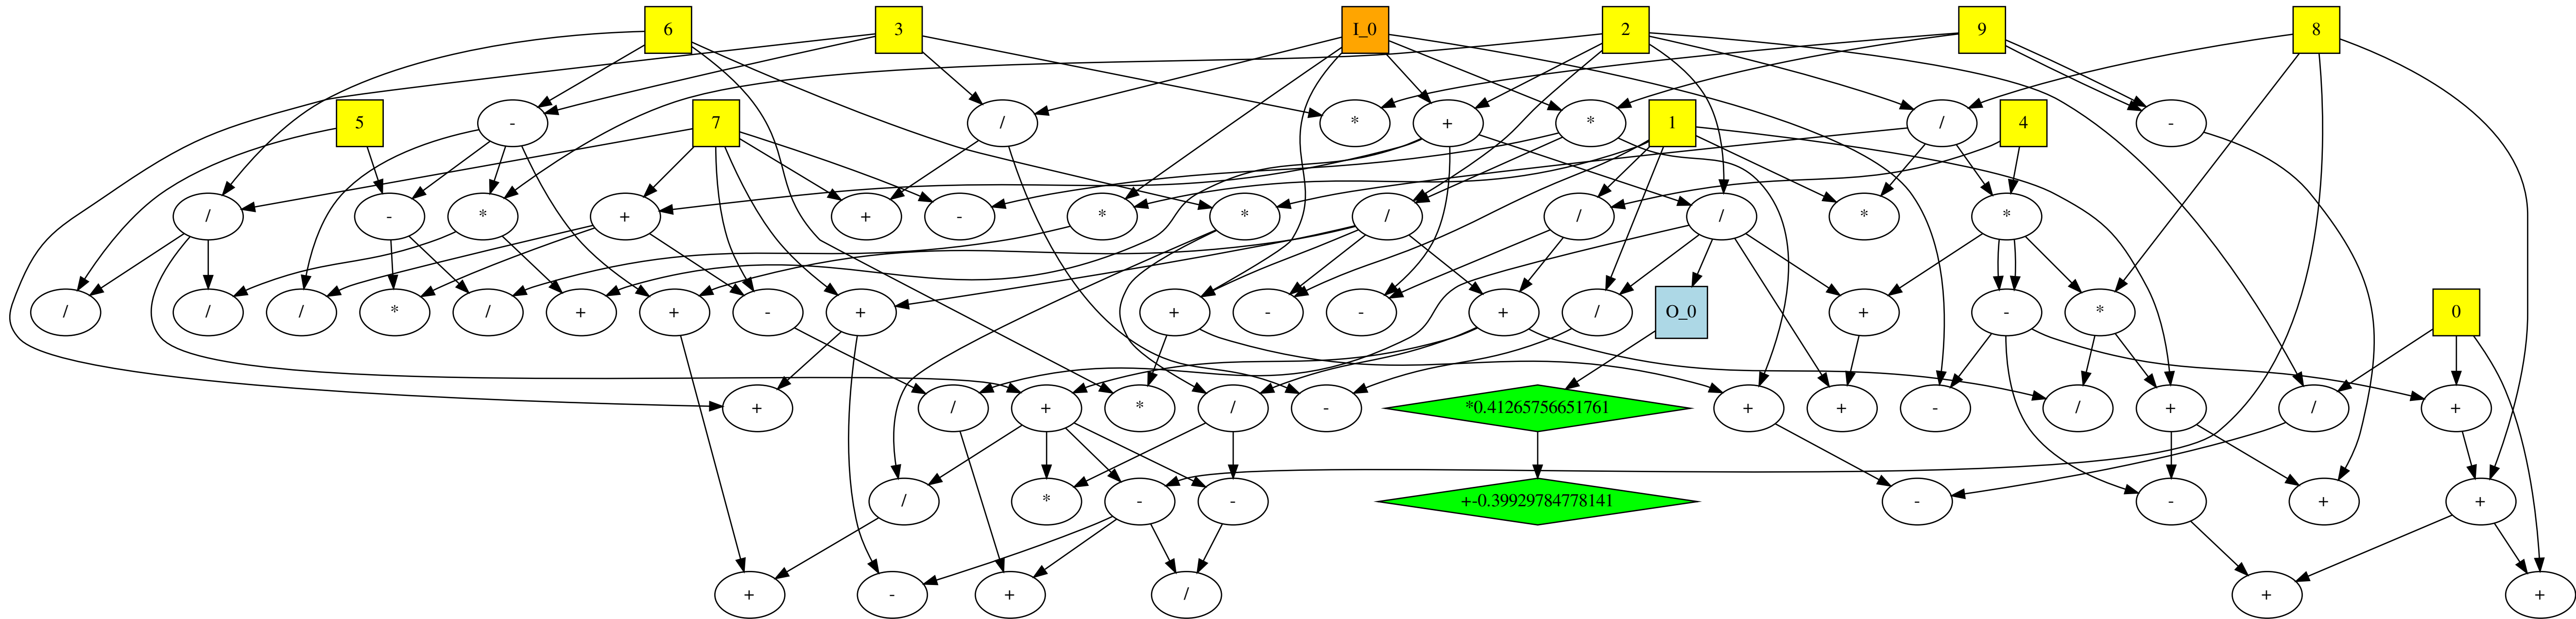 6 3 I_0 2 9 8
5 - 7 / * + * 1 / 4 -
/ - * + + - * * / / / * *
/ / / * / + + - + + - - + / O_0 + - * 0
+ / + * / - *0.41265756651761 + + - / + / +
/ * - - +-0.39929784778141 - - + +
+ - + / + +